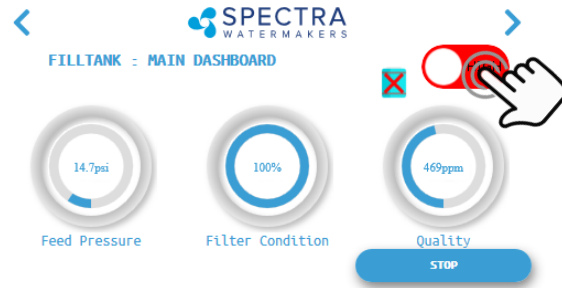 SPECTRA
WATERMAKERS
FILLTANK : MAIN DASHBOARD
14.7psi
100%
469ppm
Feed Pressure
Filter Condition
Quality
STOP